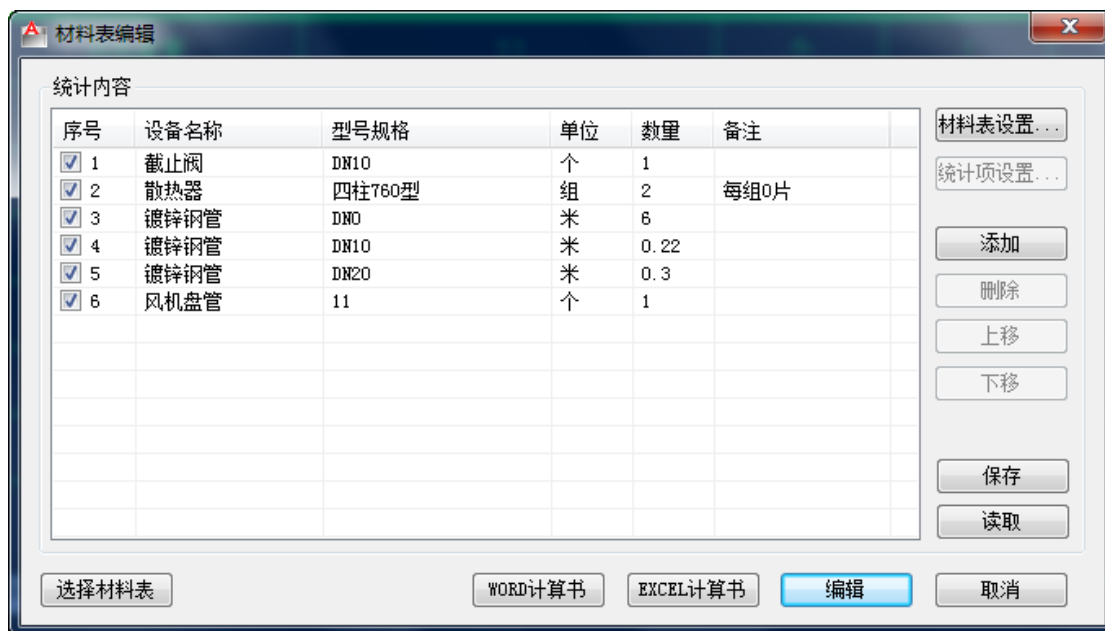 材料表编辑
统计内容
序号 设备名称 型号规格 单位 数量 备注
1 截止阀 DN10 个 1
2 散热器 四柱760型 组 2 每组0片
3 镀锌钢管 DN0 米 6
4 镀锌钢管 DN10 米 0.22
5 镀锌钢管 DN20 米 0.3
6 风机盘管 11 个 1
材料表设置...
统计项设置...
添加
删除
上移
下移
保存
读取
选择材料表 WORD计算书 EXCEL计算书 编辑 取消